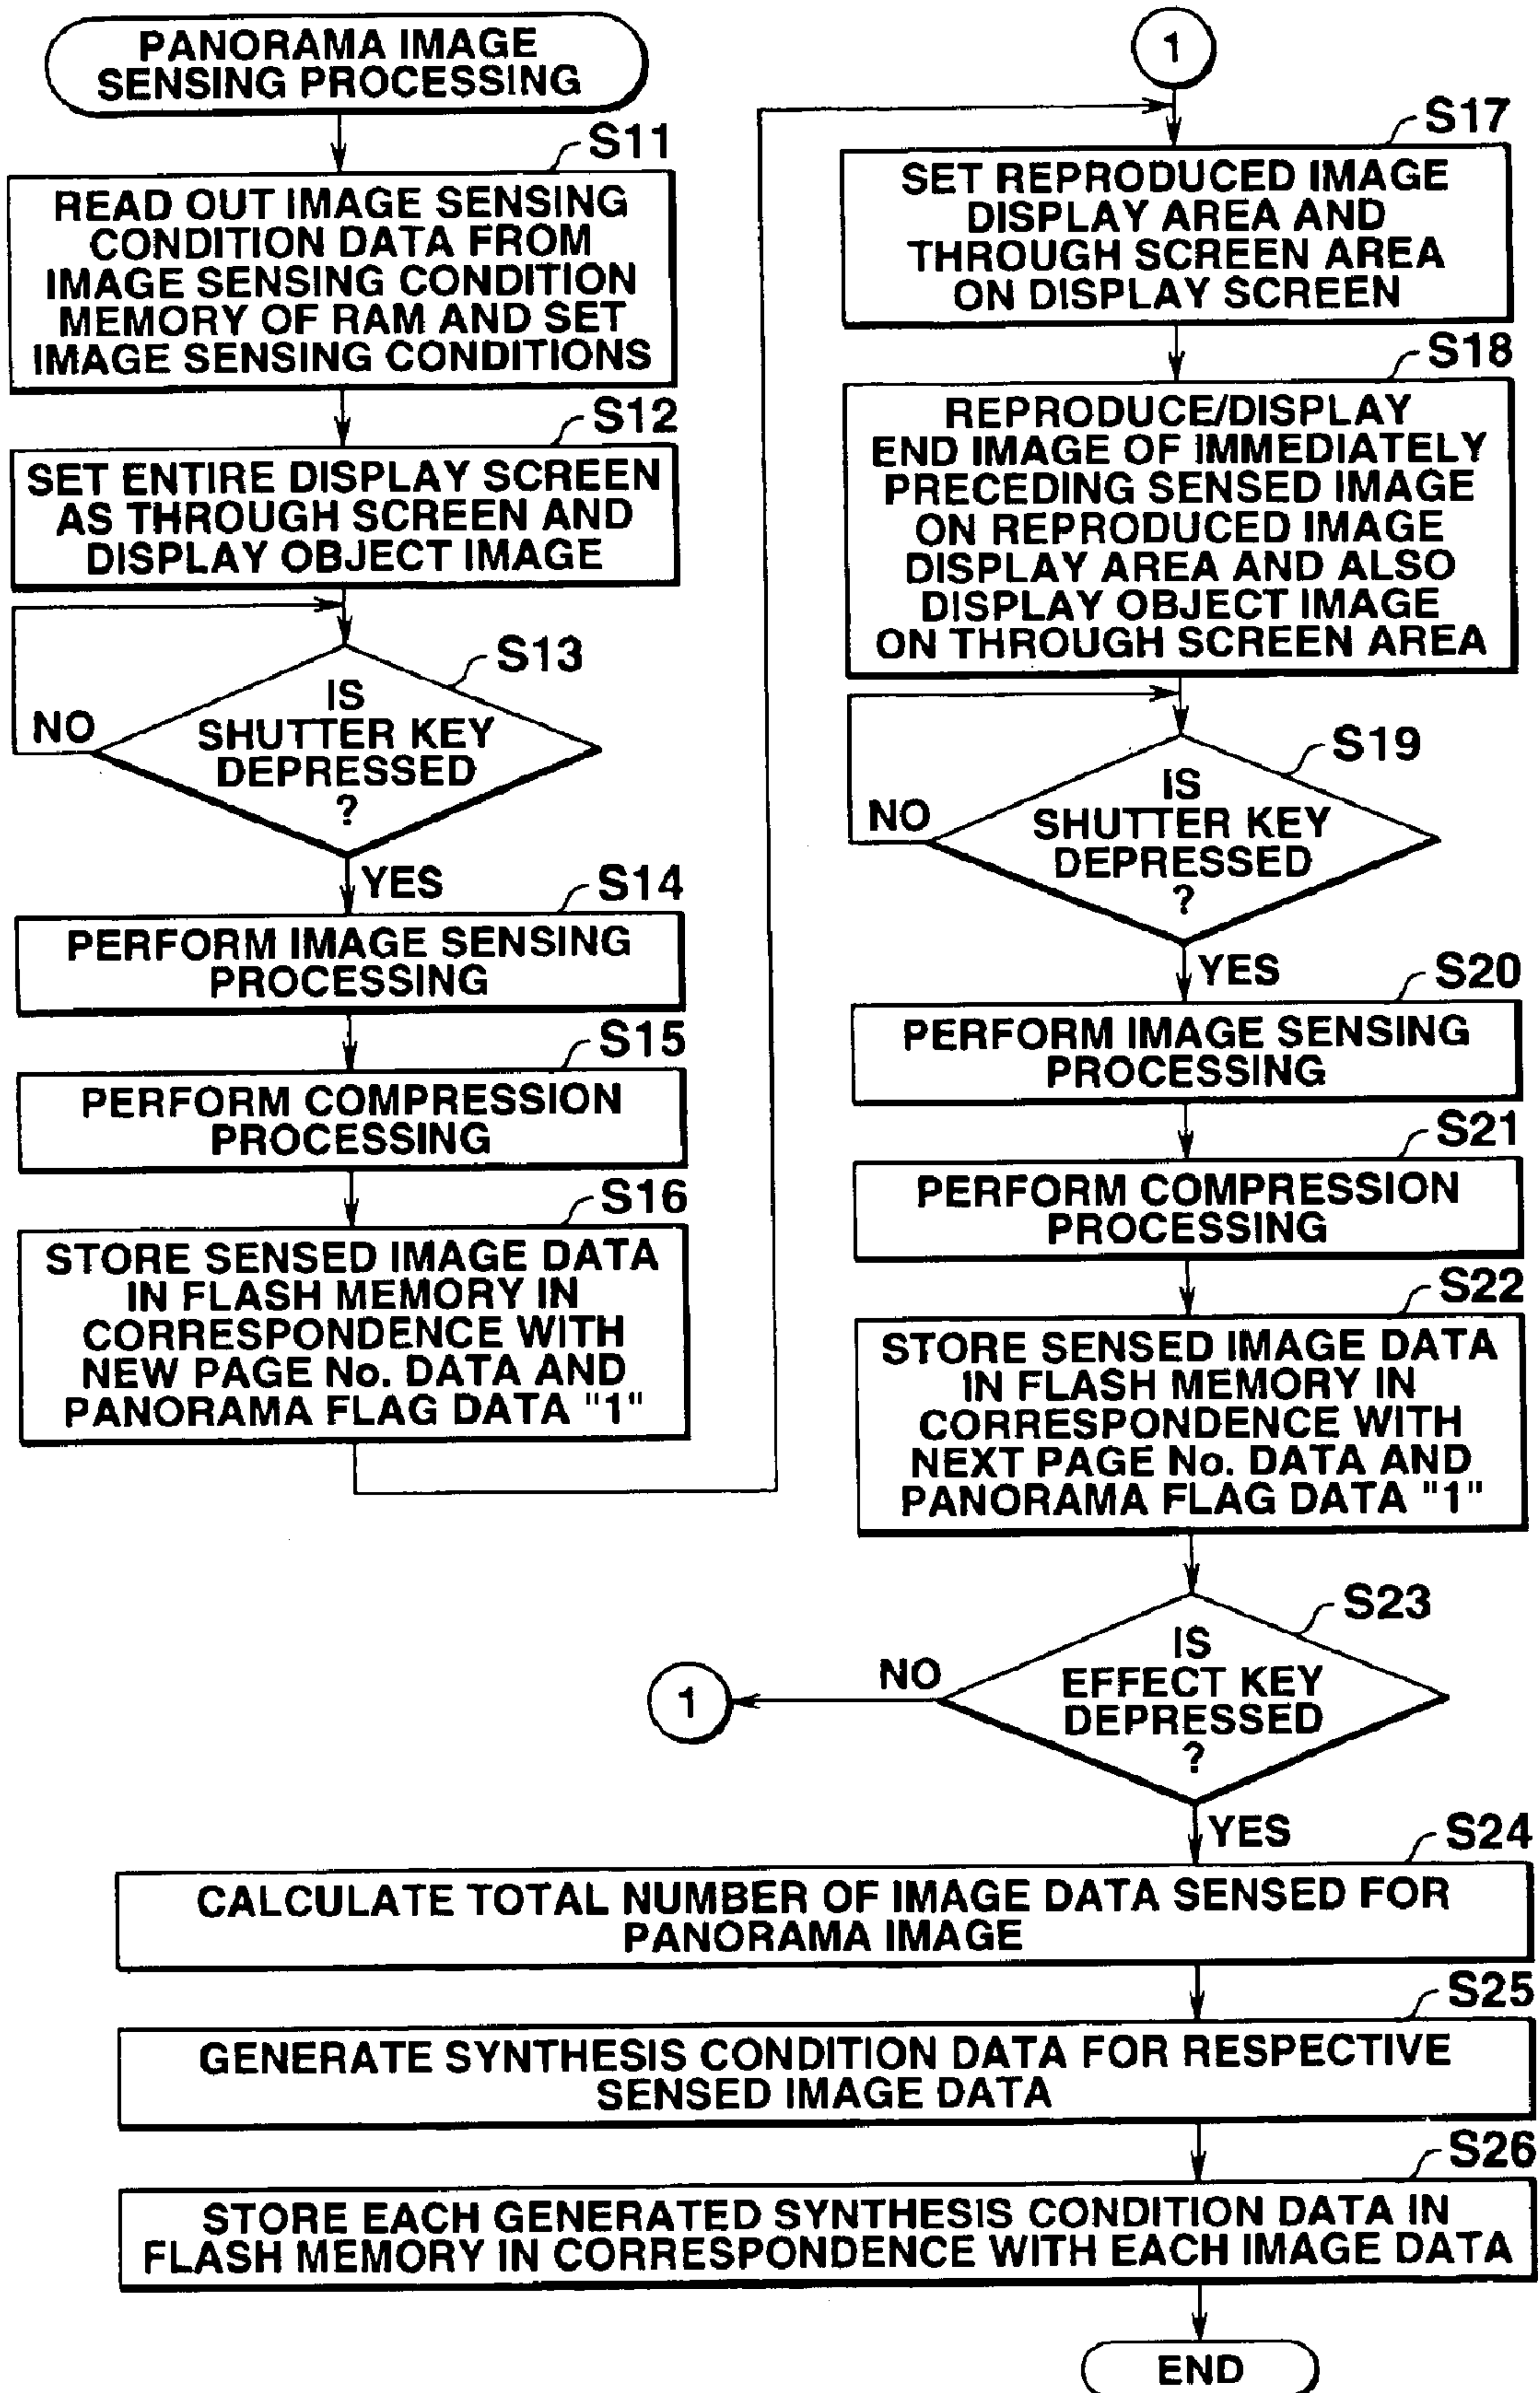 PANORAMA IMAGE
SENSING PROCESSING
S11
READ OUT IMAGE SENSING
CONDITION DATA FROM
IMAGE SENSING CONDITION
MEMORY OF RAM AND SET
IMAGE SENSING CONDITIONS
S12
SET ENTIRE DISPLAY SCREEN
AS THROUGH SCREEN AND
DISPLAY OBJECT IMAGE
S13
IS
SHUTTER KEY
DEPRESSED
?
NO
YES
S14
PERFORM IMAGE SENSING
PROCESSING
S15
PERFORM COMPRESSION
PROCESSING
S16
STORE SENSED IMAGE DATA
IN FLASH MEMORY IN
CORRESPONDENCE WITH
NEW PAGE No. DATA AND
PANORAMA FLAG DATA "1"
1
S17
SET REPRODUCED IMAGE
DISPLAY AREA AND
THROUGH SCREEN AREA
ON DISPLAY SCREEN
S18
REPRODUCE/DISPLAY
END IMAGE OF IMMEDIATELY
PRECEDING SENSED IMAGE
ON REPRODUCED IMAGE
DISPLAY AREA AND ALSO
DISPLAY OBJECT IMAGE
ON THROUGH SCREEN AREA
S19
IS
SHUTTER KEY
DEPRESSED
?
NO
YES
S20
PERFORM IMAGE SENSING
PROCESSING
S21
PERFORM COMPRESSION
PROCESSING
S22
STORE SENSED IMAGE DATA
IN FLASH MEMORY IN
CORRESPONDENCE WITH
NEXT PAGE No. DATA AND
PANORAMA FLAG DATA "1"
S23
IS
EFFECT KEY
DEPRESSED
?
NO
1
YES
S24
CALCULATE TOTAL NUMBER OF IMAGE DATA SENSED FOR
PANORAMA IMAGE
S25
GENERATE SYNTHESIS CONDITION DATA FOR RESPECTIVE
SENSED IMAGE DATA
S26
STORE EACH GENERATED SYNTHESIS CONDITION DATA IN
FLASH MEMORY IN CORRESPONDENCE WITH EACH IMAGE DATA
END